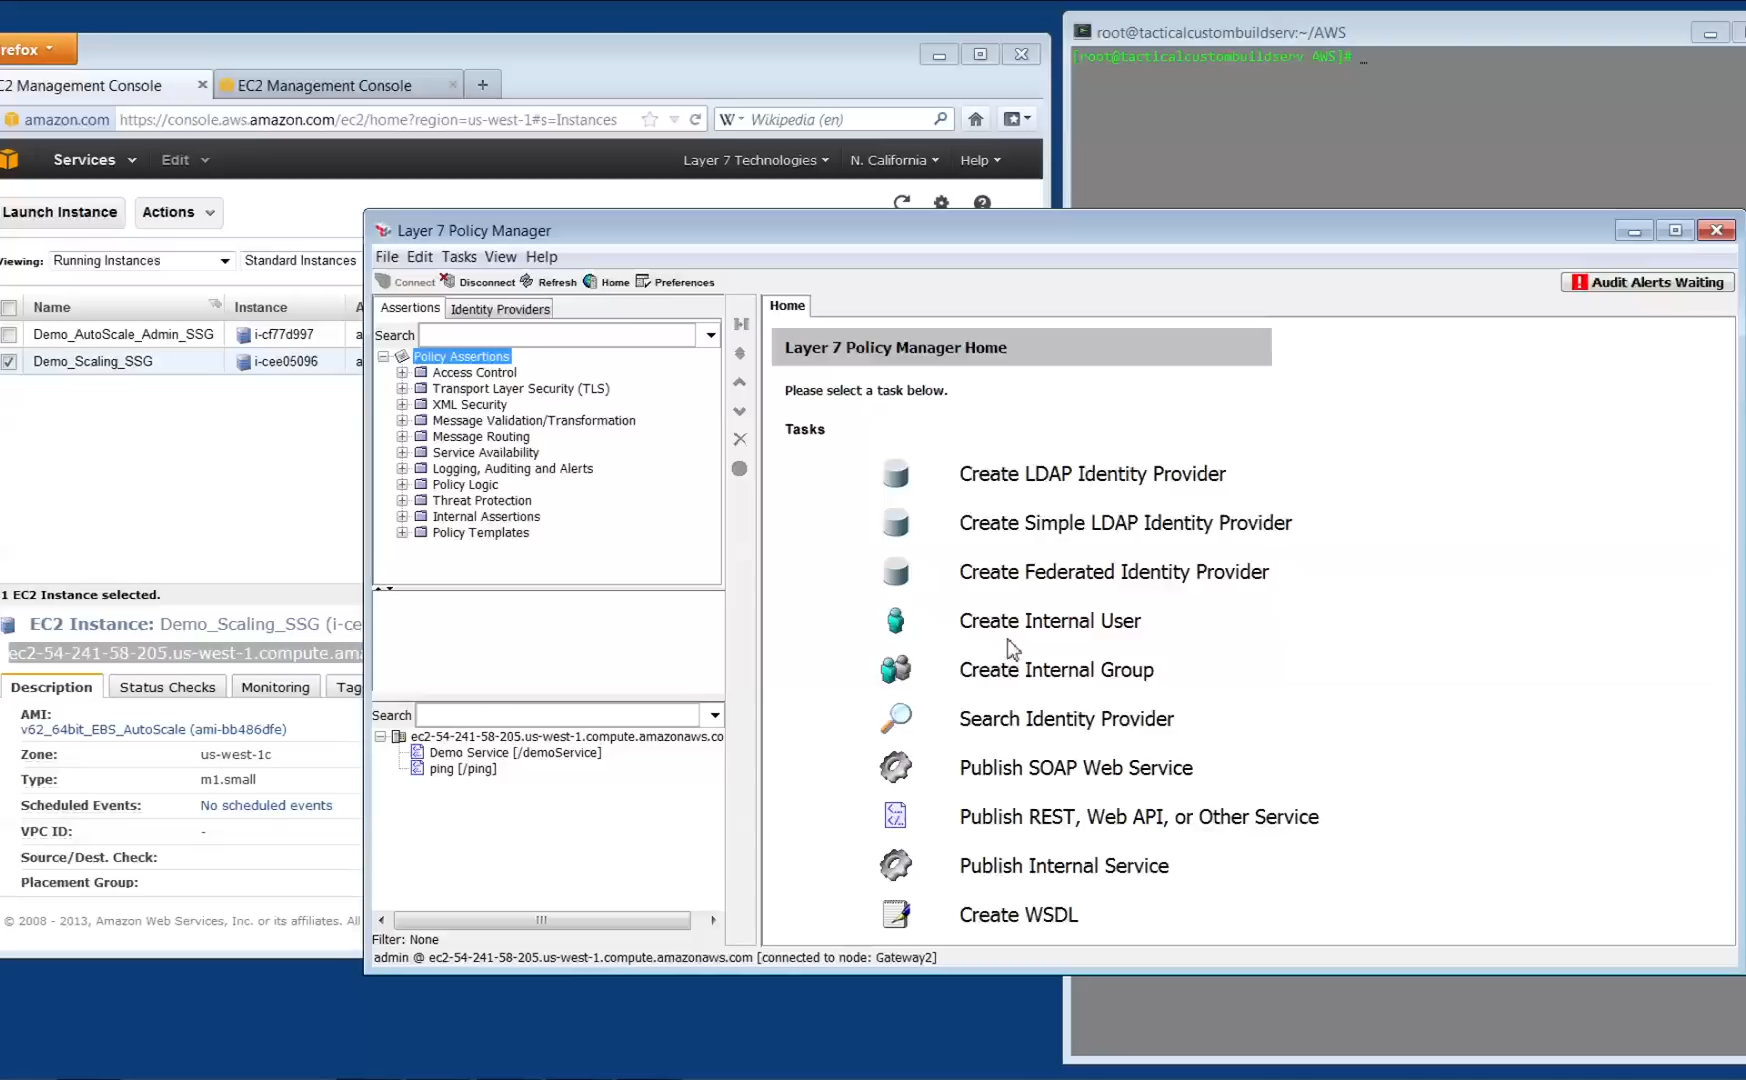 refox
C2 Management Console
EC2 Management Console
amazon.com
https://console.aws.amazon.com/ec2/home?region=us-west-1#s=Instances
W
Wikipedia (en)
Services
Edit
Layer 7 Technologies
N. California
Help
Launch Instance
Actions
Viewing:
Running Instances
Standard Instances
Name
Instance
Demo_AutoScale_Admin_SSG
i-cf77d997
a
Demo_Scaling_SSG
i-cee05096
a
1 EC2 Instance selected.
EC2 Instance: Demo_Scaling_SSG (i-ce
ec2-54-241-58-205.us-west-1.compute.ama
Description
Status Checks
Monitoring
Tag
AMI:
v62_64bit_EBS_AutoScale (ami-bb486dfe)
Zone:
us-west-1c
Type:
m1.small
Scheduled Events:
No scheduled events
VPC ID:
-
Source/Dest. Check:
Placement Group:
© 2008 - 2013, Amazon Web Services, Inc. or its affiliates. All
root@tacticalcustombuildserv:~/AWS
[root@tacticalcustombuildserv AWS]# _
Layer 7 Policy Manager
File Edit Tasks View Help
Connect
Disconnect
Refresh
Home
Preferences
Audit Alerts Waiting
Assertions
Identity Providers
Search
Policy Assertions
Access Control
Transport Layer Security (TLS)
XML Security
Message Validation/Transformation
Message Routing
Service Availability
Logging, Auditing and Alerts
Policy Logic
Threat Protection
Internal Assertions
Policy Templates
Search
ec2-54-241-58-205.us-west-1.compute.amazonaws.co
Demo Service [/demoService]
ping [/ping]
Filter: None
admin @ ec2-54-241-58-205.us-west-1.compute.amazonaws.com [connected to node: Gateway2]
Home
Layer 7 Policy Manager Home
Please select a task below.
Tasks
Create LDAP Identity Provider
Create Simple LDAP Identity Provider
Create Federated Identity Provider
Create Internal User
Create Internal Group
Search Identity Provider
Publish SOAP Web Service
Publish REST, Web API, or Other Service
Publish Internal Service
Create WSDL